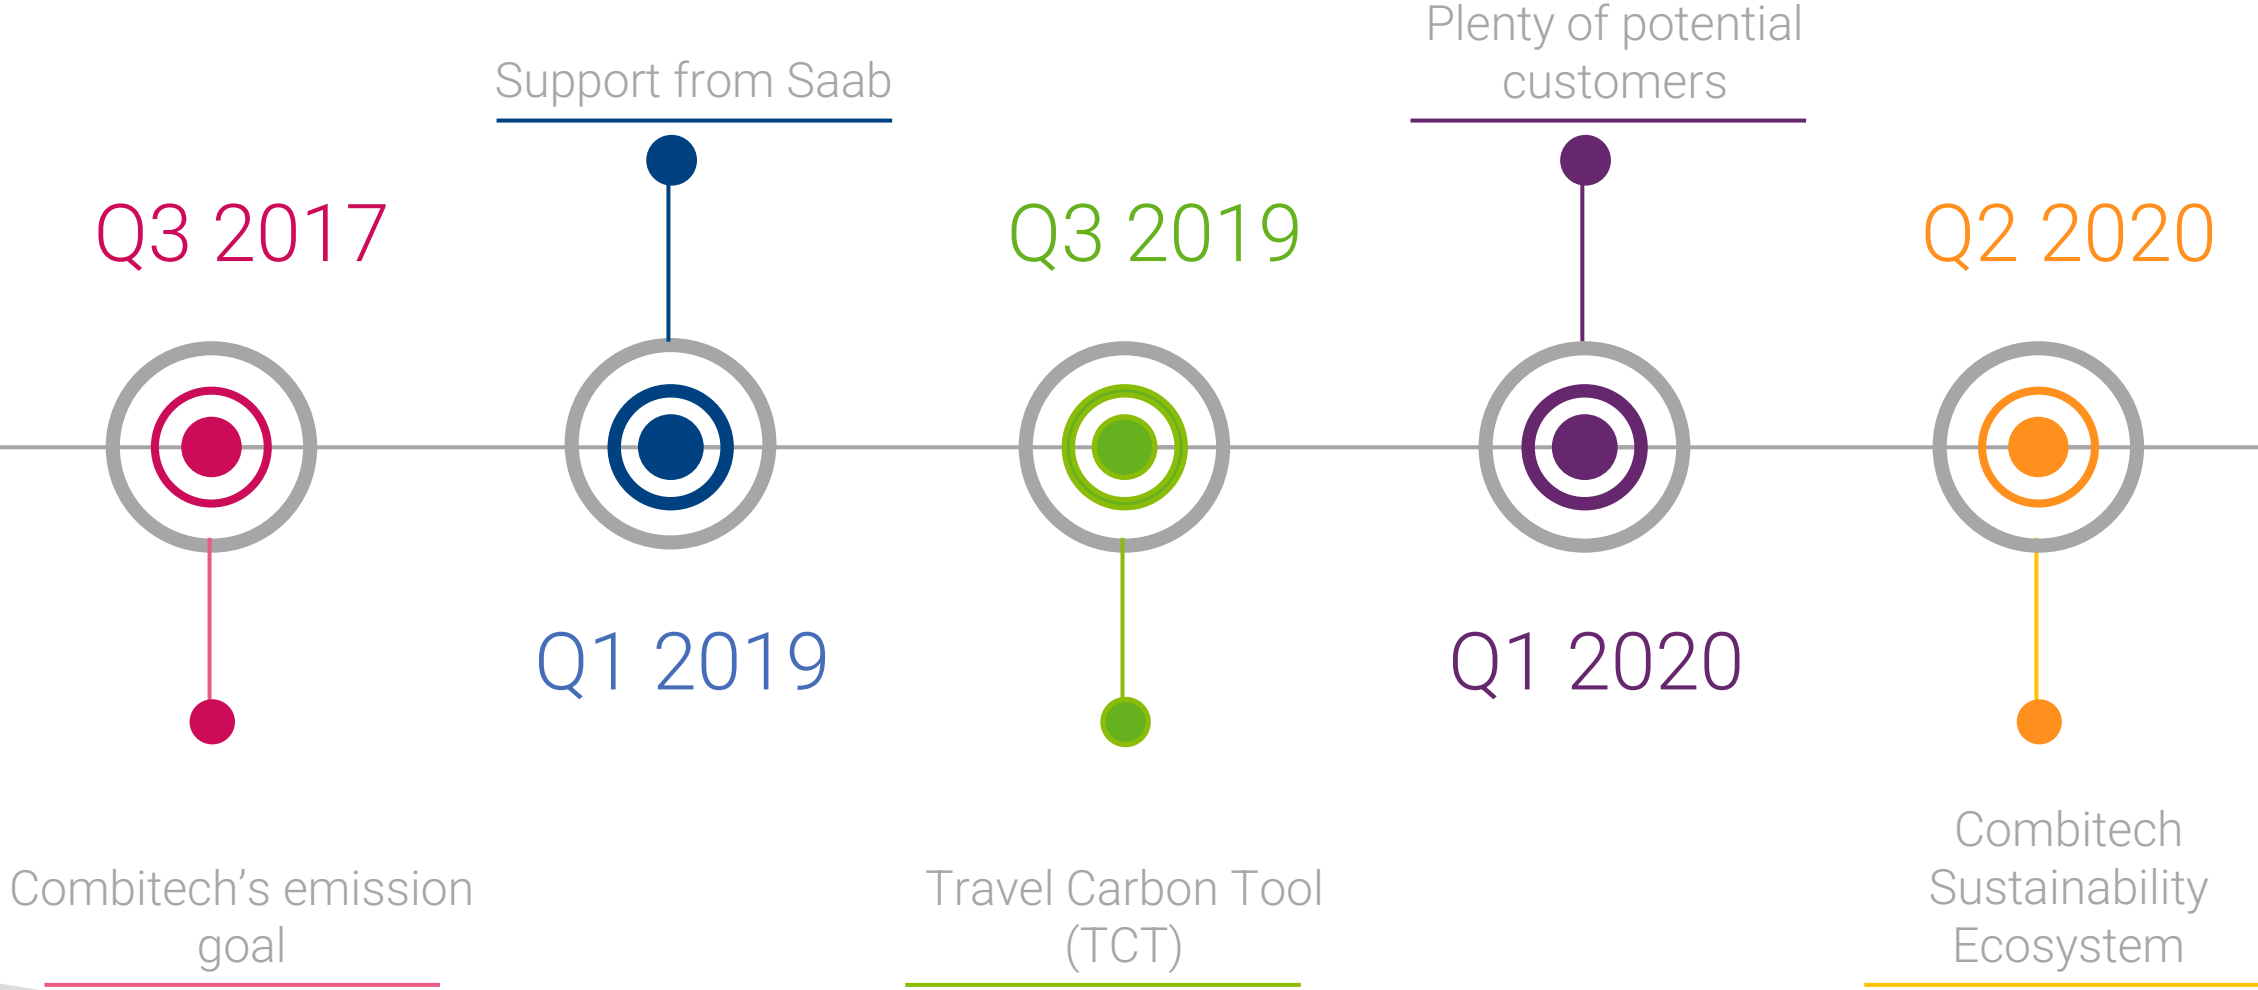 Plenty of potential
customers
Support from Saab
Q3 2017
Q3 2019
Q2 2020
Q1 2019
Q1 2020
Combitech’s emission
goal
Travel Carbon Tool
(TCT)
Combitech
Sustainability
Ecosystem